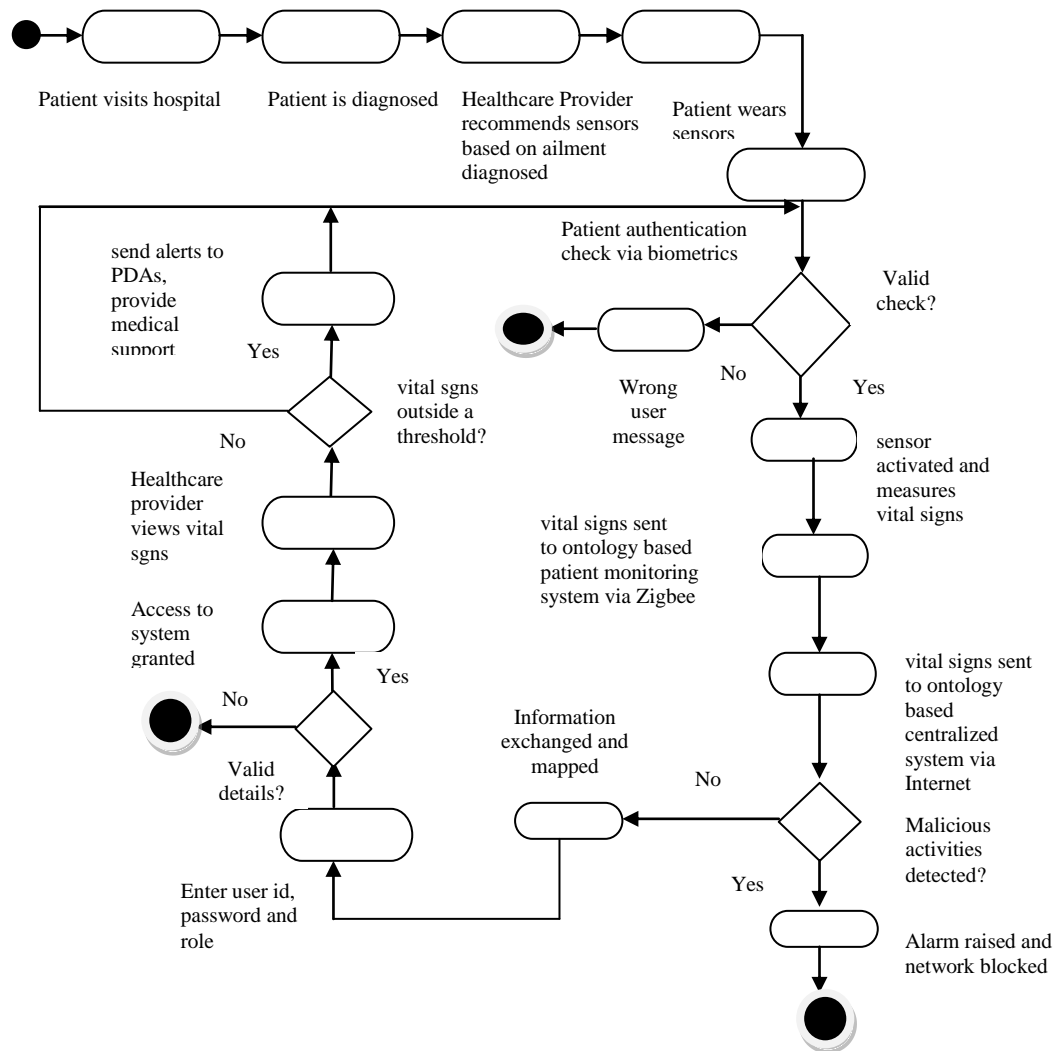 Patient visits hospital
Patient is diagnosed
Healthcare Provider
recommends sensors
based on ailment
diagnosed
Patient wears
sensors
Patient authentication
check via biometrics
Valid
check?
No
Yes
Wrong
user
message
sensor
activated and
measures
vital signs
vital signs sent
to ontology based
patient monitoring
system via Zigbee
vital signs sent
to ontology
based
centralized
system via
Internet
Malicious
activities
detected?
No
Yes
Alarm raised and
network blocked
Information
exchanged and
mapped
Enter user id,
password and
role
Valid
details?
No
Yes
Access to
system
granted
Healthcare
provider
views vital
sgns
vital sgns
outside a
threshold?
No
Yes
send alerts to
PDAs,
provide
medical
support